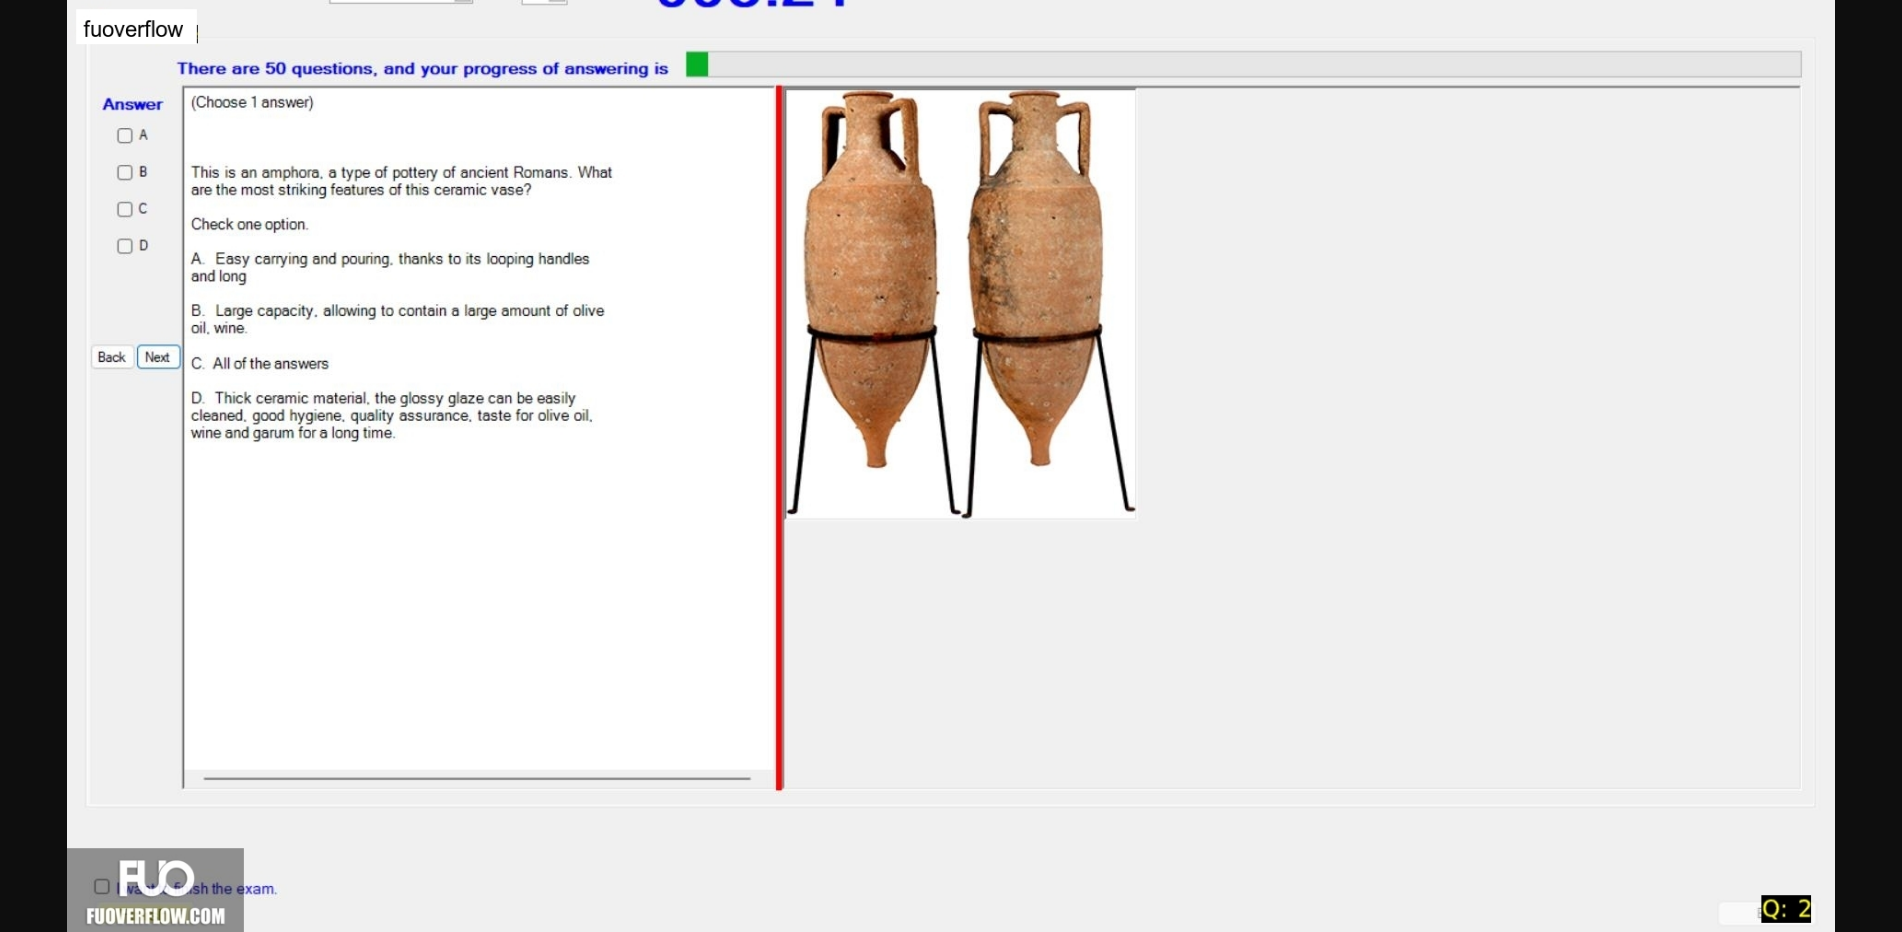 fuoverflow
There are 50 questions, and your progress of answering is
Answer
(Choose 1 answer)
A
B
C
D
This is an amphora, a type of pottery of ancient Romans. What
are the most striking features of this ceramic vase?
Check one option.
A. Easy carrying and pouring, thanks to its looping handles
and long
B. Large capacity, allowing to contain a large amount of olive
oil, wine.
Back Next
C. All of the answers
D. Thick ceramic material, the glossy glaze can be easily
cleaned, good hygiene, quality assurance, taste for olive oil,
wine and garum for a long time.
FUO
finish the exam.
FUOVERFLOW.COM
Q: 2